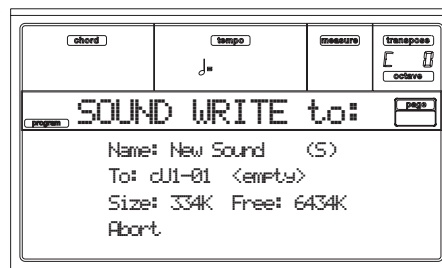 chord tempo measure transpose
♩= C 0
octave
program SOUND WRITE to: page
Name: New Sound (S)
To: cU1-01 <empty>
Size: 334K Free: 6434K
Abort